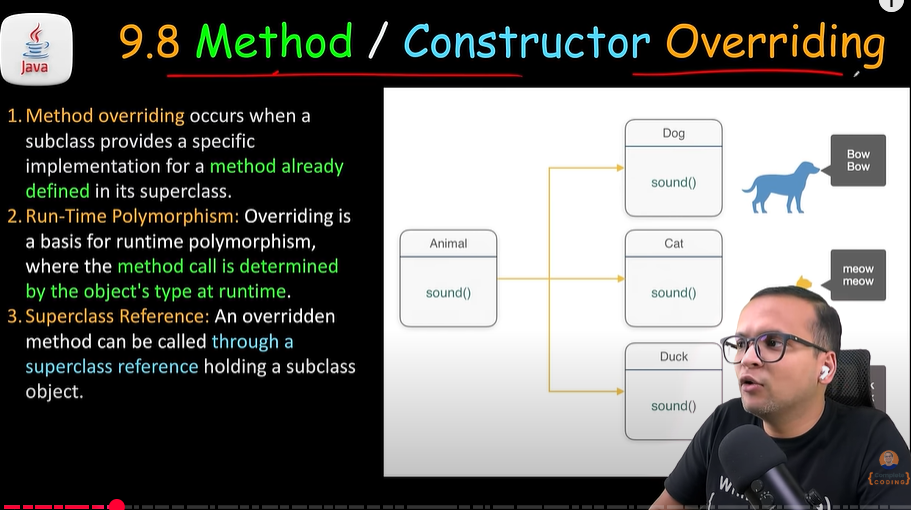 Java
9.8 Method / Constructor Overriding
1. Method overriding occurs when a
subclass provides a specific
implementation for a method already
defined in its superclass.
2. Run-Time Polymorphism: Overriding is
a basis for runtime polymorphism,
where the method call is determined
by the object's type at runtime.
3. Superclass Reference: An overridden
method can be called through a
superclass reference holding a subclass
object.
Animal
sound()
Dog
sound()
Bow
Bow
Cat
sound()
meow
meow
Duck
sound()
CODING